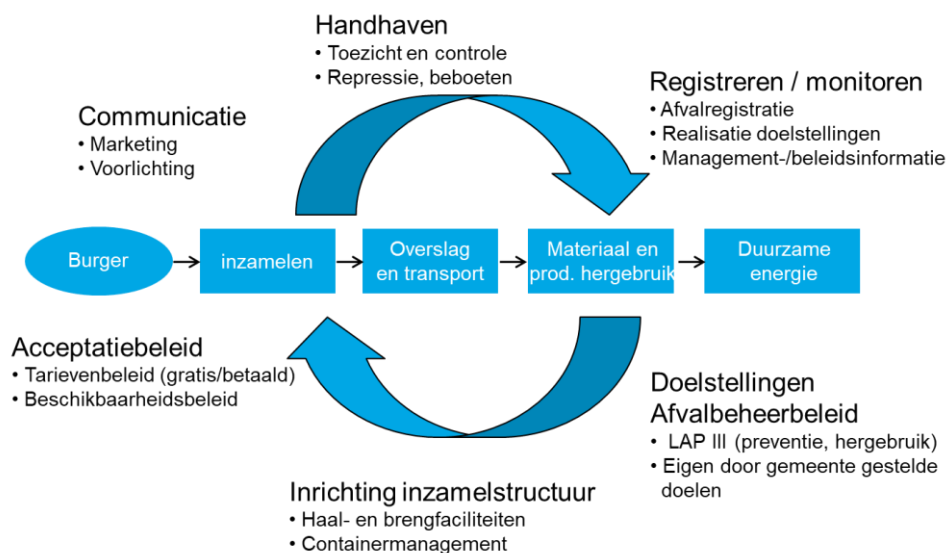 Handhaven
• Toezicht en controle
• Repressie, beboeten
Registreren / monitoren
• Afvalregistratie
• Realisatie doelstellingen
• Management-/beleidsinformatie
Communicatie
• Marketing
• Voorlichting
Burger
inzamelen
Overslag
en transport
Materiaal en
prod. hergebruik
Duurzame
energie
Acceptatiebeleid
• Tarievenbeleid (gratis/betaald)
• Beschikbaarheidsbeleid
Doelstellingen
Afvalbeheerbeleid
• LAP III (preventie, hergebruik)
• Eigen door gemeente gestelde
doelen
Inrichting inzamelstructuur
• Haal- en brengfaciliteiten
• Containermanagement